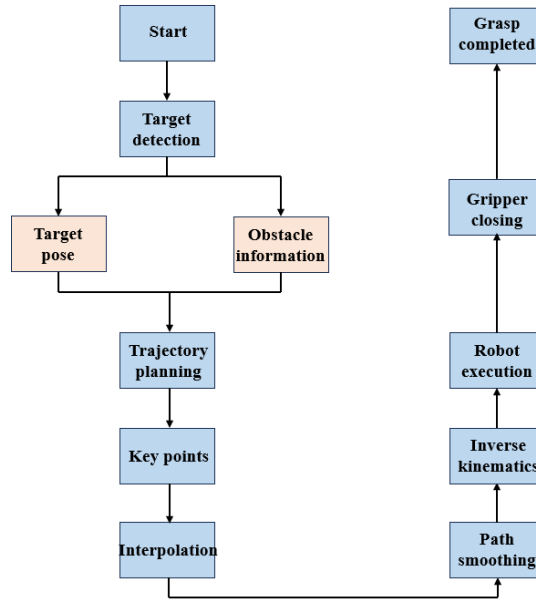 Start
Target
detection
Target
pose
Obstacle
information
Trajectory
planning
Key points
Interpolation
Path
smoothing
Inverse
kinematics
Robot
execution
Gripper
closing
Grasp
completed